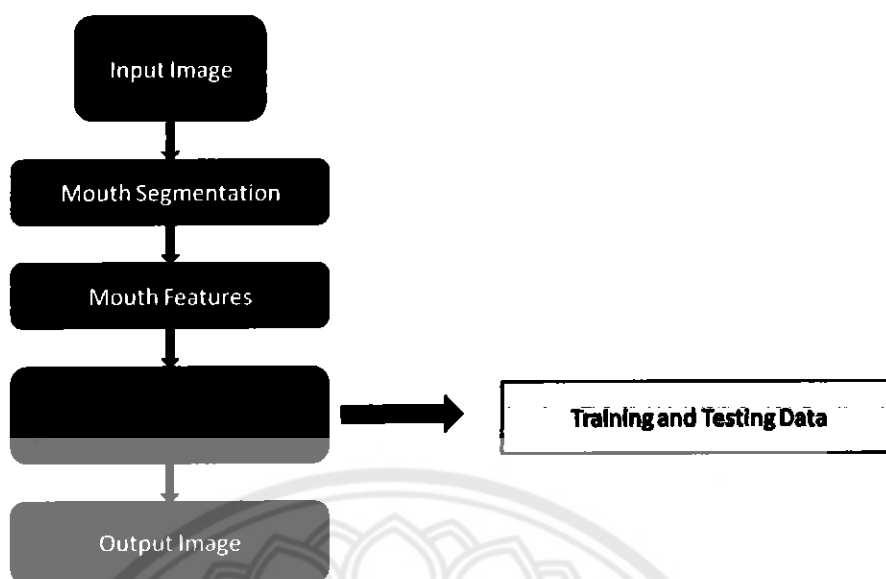 Input Image
Mouth Segmentation
Mouth Features
Training and Testing Data
Output Image